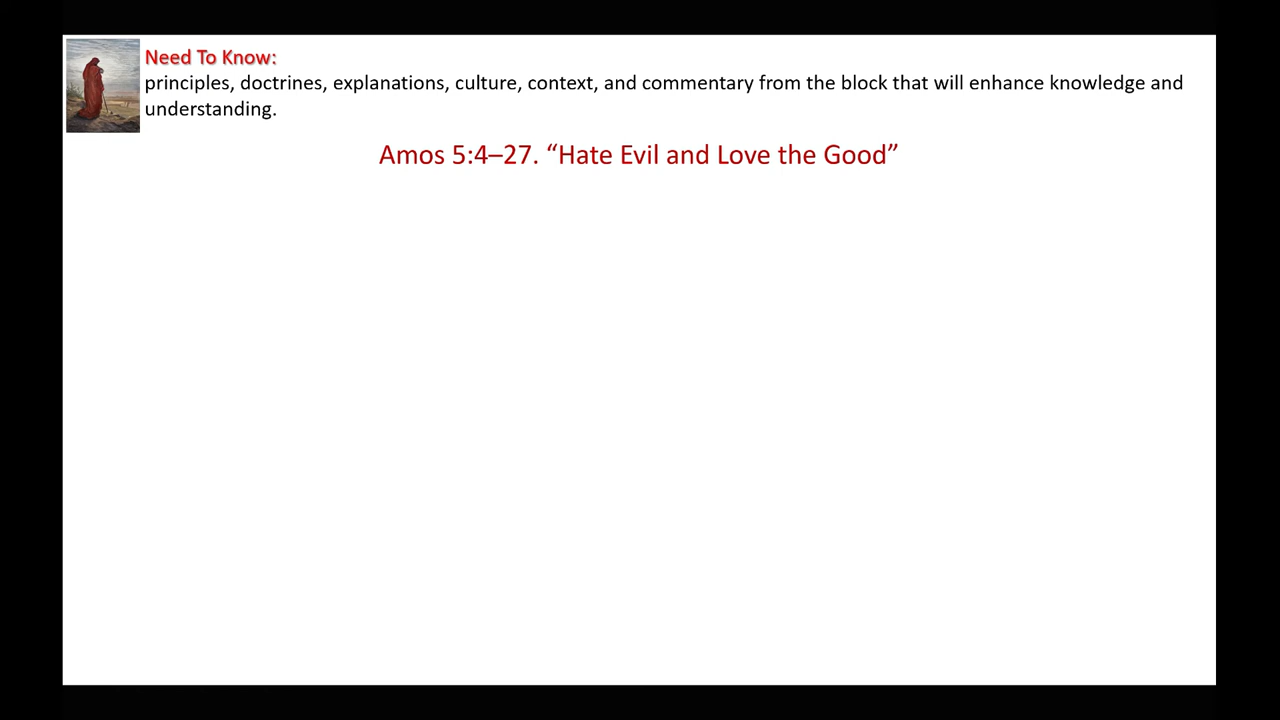 Need To Know:
principles, doctrines, explanations, culture, context, and commentary from the block that will enhance knowledge and
understanding.
Amos 5:4–27. “Hate Evil and Love the Good”